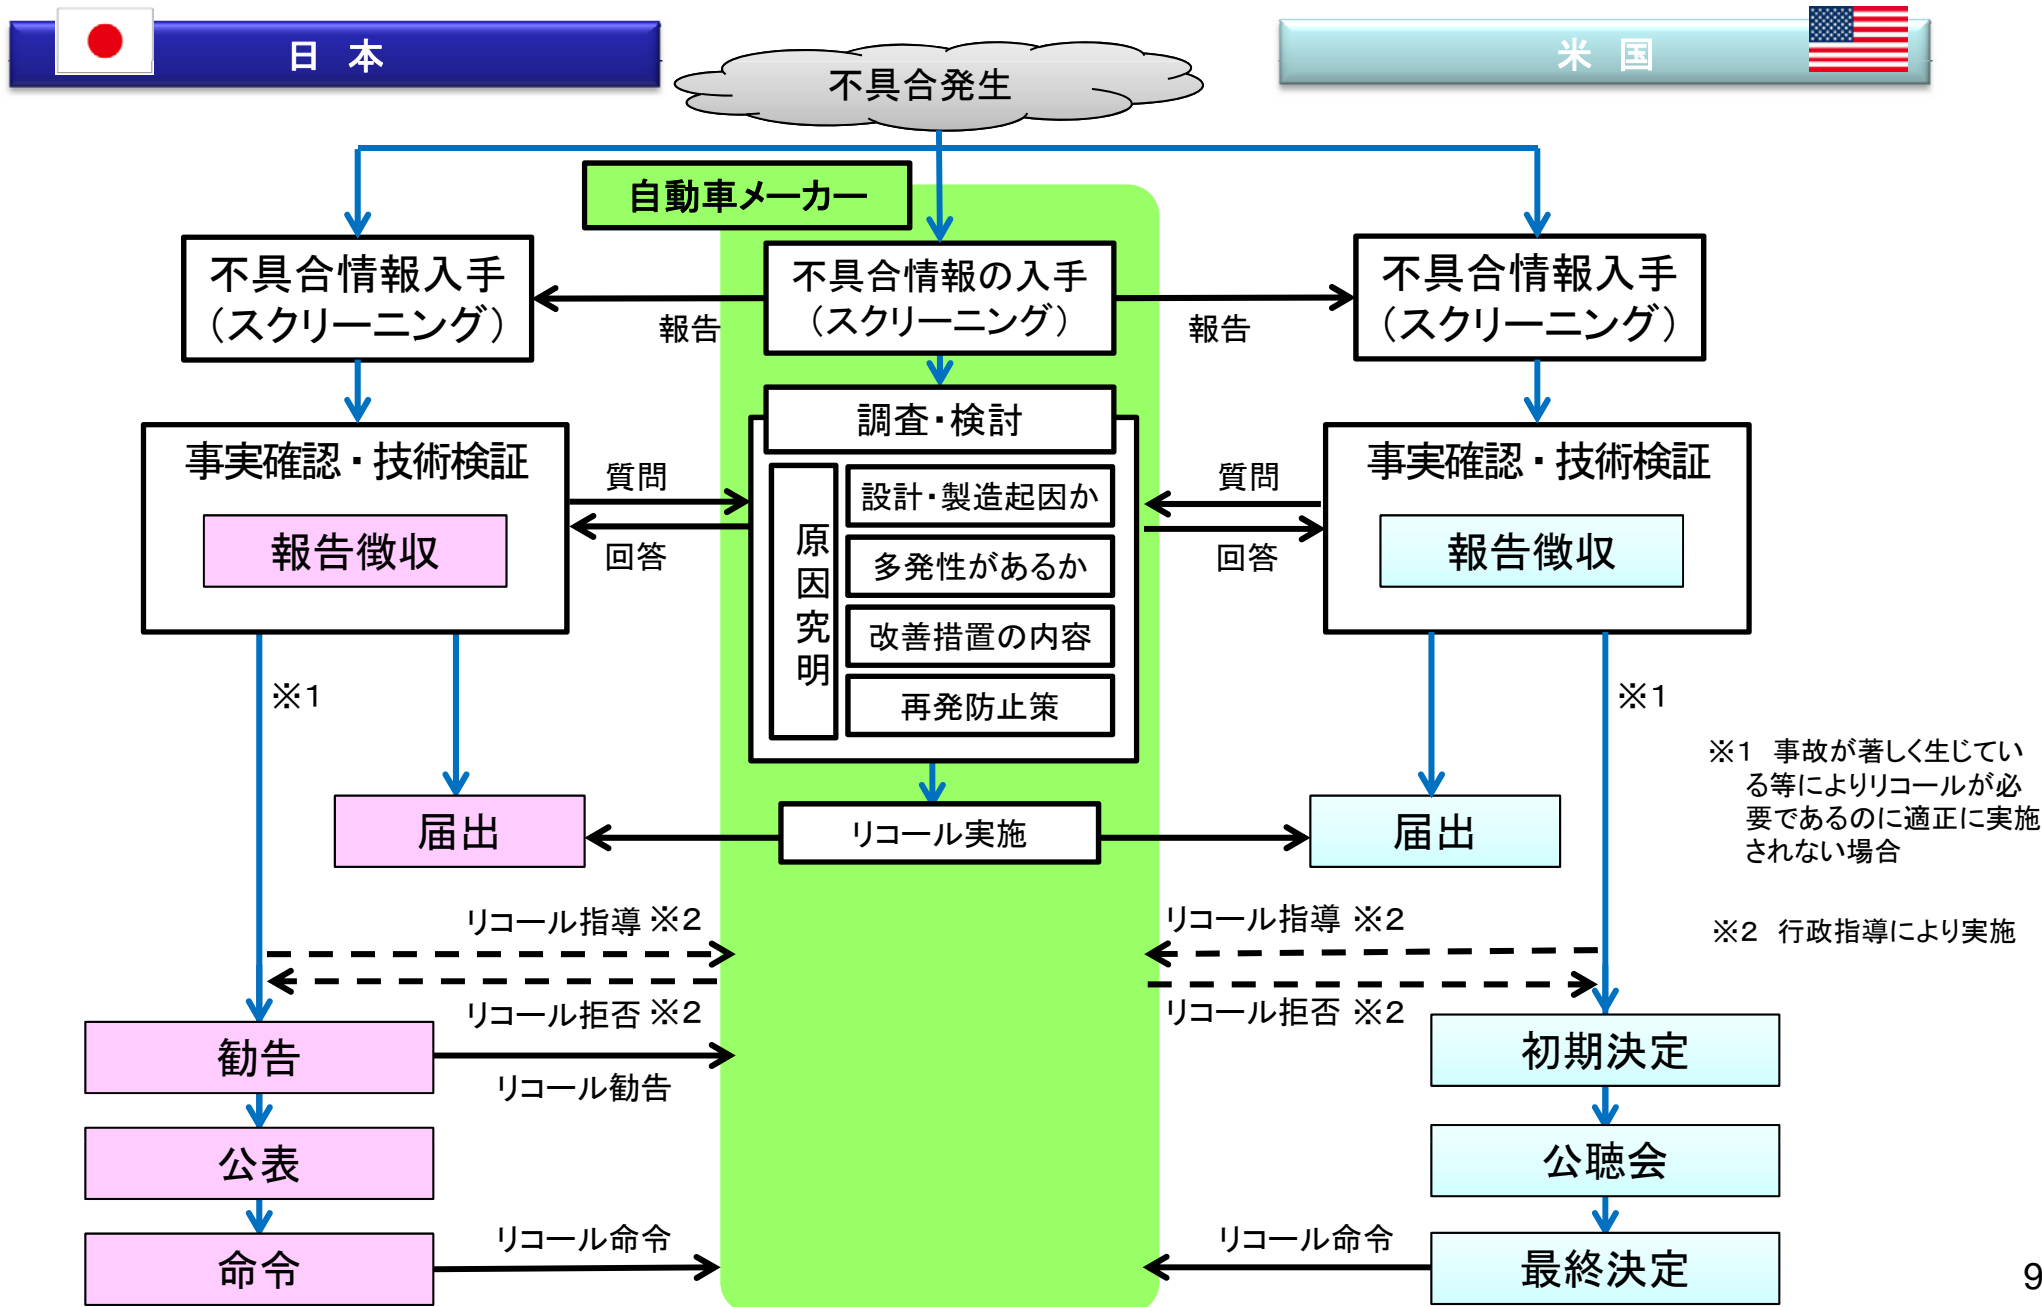 日 本
不具合発生
米 国
自動車メーカー
不具合情報入手
（スクリーニング）
報告
不具合情報の入手
（スクリーニング）
報告
不具合情報入手
（スクリーニング）
事実確認・技術検証
報告徴収
質問
回答
調査・検討
原因究明
設計・製造起因か
多発性があるか
改善措置の内容
再発防止策
質問
回答
事実確認・技術検証
報告徴収
※１
※１
届出
リコール実施
届出
※１ 事故が著しく生じてい
る等によりリコールが必
要であるのに適正に実施
されない場合
※２ 行政指導により実施
リコール指導 ※２
リコール拒否 ※２
リコール指導 ※２
リコール拒否 ※２
勧告
リコール勧告
初期決定
公表
公聴会
命令
リコール命令
リコール命令
最終決定
9